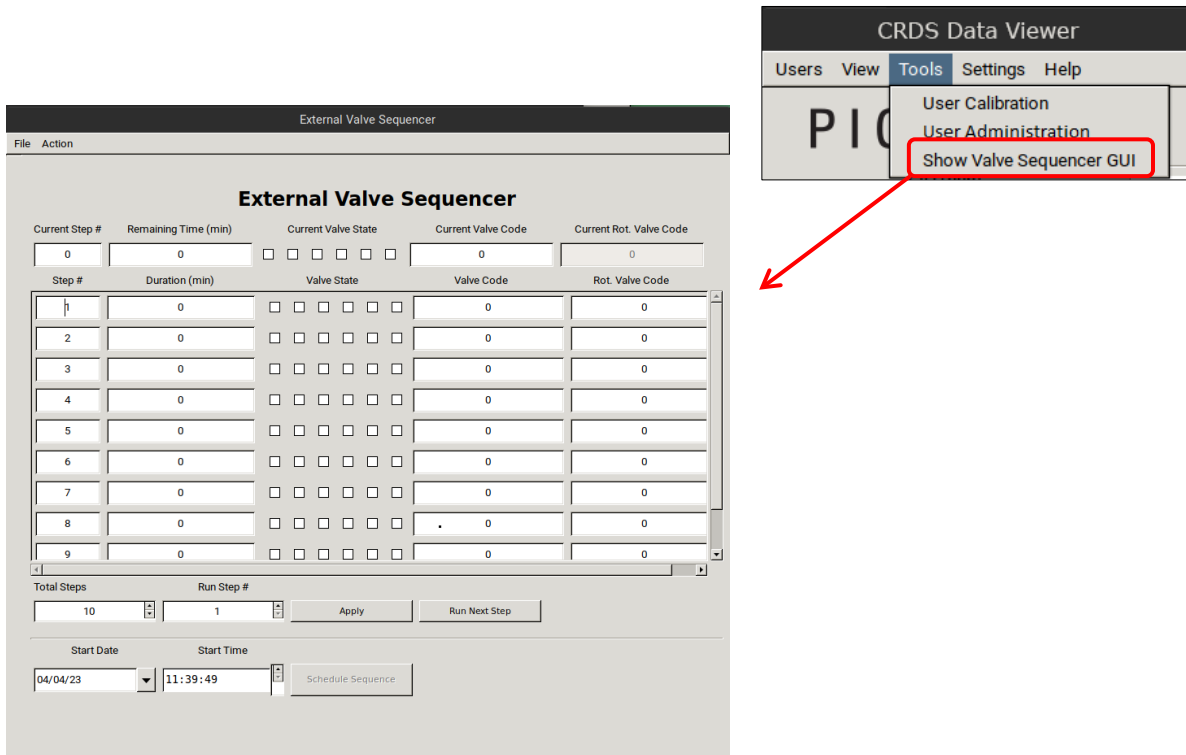 CRDS Data Viewer
Users View Tools Settings Help
User Calibration
User Administration
Show Valve Sequencer GUI
External Valve Sequencer
File Action
External Valve Sequencer
Current Step # Remaining Time (min) Current Valve State Current Valve Code Current Rot. Valve Code
0 0 0 0
Step # Duration (min) Valve State Valve Code Rot. Valve Code
1 0 0 0
2 0 0 0
3 0 0 0
4 0 0 0
5 0 0 0
6 0 0 0
7 0 0 0
8 0 0 0
9 0 0 0
Total Steps Run Step #
10 1 Apply Run Next Step
Start Date Start Time
04/04/23 11:39:49 Schedule Sequence